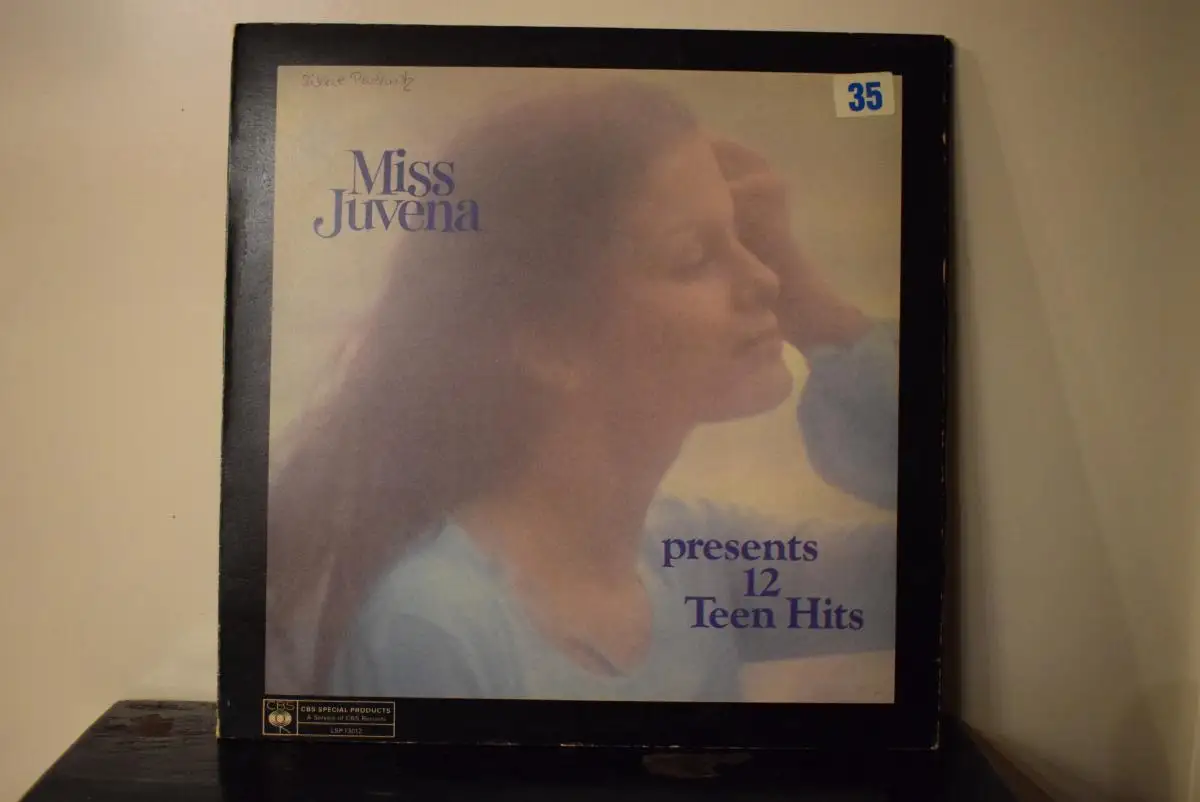 35
Miss
Juvena
presents
12
Teen Hits
CBS
CBS SPECIAL PRODUCTS
A Service of CBS Records
LSP 13012